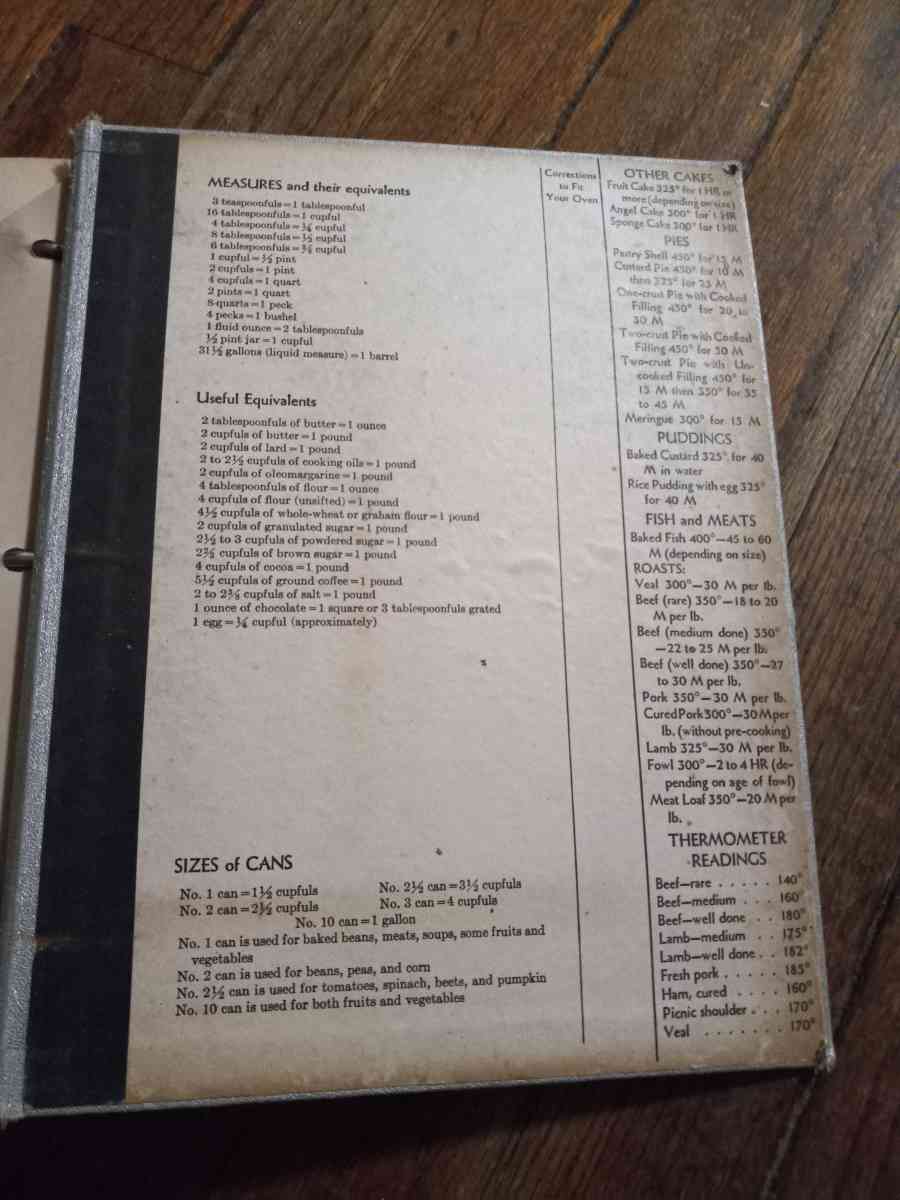 MEASURES and their equivalents
3 teaspoonfuls=1 tablespoonful
16 tablespoonfuls=1 cupful
4 tablespoonfuls=¼ cupful
8 tablespoonfuls=½ cupful
6 tablespoonfuls=⅜ cupful
1 cupful=½ pint
2 cupfuls=1 pint
4 cupfuls=1 quart
2 pints=1 quart
8 quarts=1 peck
4 pecks=1 bushel
1 fluid ounce=2 tablespoonfuls
½ pint jar=1 cupful
31½ gallons (liquid measure)=1 barrel
Useful Equivalents
2 tablespoonfuls of butter=1 ounce
2 cupfuls of butter=1 pound
2 cupfuls of lard=1 pound
2 to 2½ cupfuls of cooking oils=1 pound
2 cupfuls of oleomargarine=1 pound
4 tablespoonfuls of flour=1 ounce
4 cupfuls of flour (unsifted)=1 pound
4½ cupfuls of whole-wheat or graham flour=1 pound
2 cupfuls of granulated sugar=1 pound
2½ to 3 cupfuls of powdered sugar=1 pound
cupfuls of brown sugar=1 pound
4 cupfuls of cocoa=1 pound
5½ cupfuls of ground coffee=1 pound
2 to cupfuls of salt=1 pound
1 ounce of chocolate=1 square or 3 tablespoonfuls grated
1 egg=¼ cupful (approximately)
SIZES of CANS
No. 1 can=1½ cupfuls No. 2½ can=3½ cupfuls
No. 2 can=2½ cupfuls No. 3 can=4 cupfuls
No. 10 can=1 gallon
No. 1 can is used for baked beans, meats, soups, some fruits and
vegetables
No. 2 can is used for beans, peas, and corn
No. 2½ can is used for tomatoes, spinach, beets, and pumpkin
No. 10 can is used for both fruits and vegetables
Corrections
to Fit
Your Oven
OTHER CAKES
Fruit Cake 325° for 1 HR or
more (depending on size)
Angel Cake 300° for 1 HR
Sponge Cake 300° for 1 HR
PIES
Pastry Shell 450° for 15 M
Custard Pie 450° for 10 M
then 325° for 25 M
One-crust Pie with Cooked
Filling 450° for 20 to
30 M
Two-crust Pie with Cooked
Filling 450° for 30 M
Two-crust Pie with Un-
cooked Filling 450° for
15 M then 350° for 35
to 45 M
Meringue 300° for 15 M
PUDDINGS
Baked Custard 325° for 40
M in water
Rice Pudding with egg 325°
for 40 M
FISH and MEATS
Baked Fish 400°—45 to 60
M (depending on size)
ROASTS:
Veal 300°—30 M per lb.
Beef (rare) 350°—18 to 20
M per lb.
Beef (medium done) 350°
—22 to 25 M per lb.
Beef (well done) 350°—27
to 30 M per lb.
Pork 350°—30 M per lb.
Cured Pork 300°—30 M per
lb. (without pre-cooking)
Lamb 325°—30 M per lb.
Fowl 300°—2 to 4 HR (de-
pending on age of fowl)
Meat Loaf 350°—20 M per
lb.
THERMOMETER
READINGS
Beef—rare . . . . . 140°
Beef—medium . . . 160°
Beef—well done . . 180°
Lamb—medium . . 175°
Lamb—well done . . 182°
Fresh pork . . . . . 185°
Ham, cured . . . . 160°
Picnic shoulder . . . 170°
Veal . . . . . . . 170°